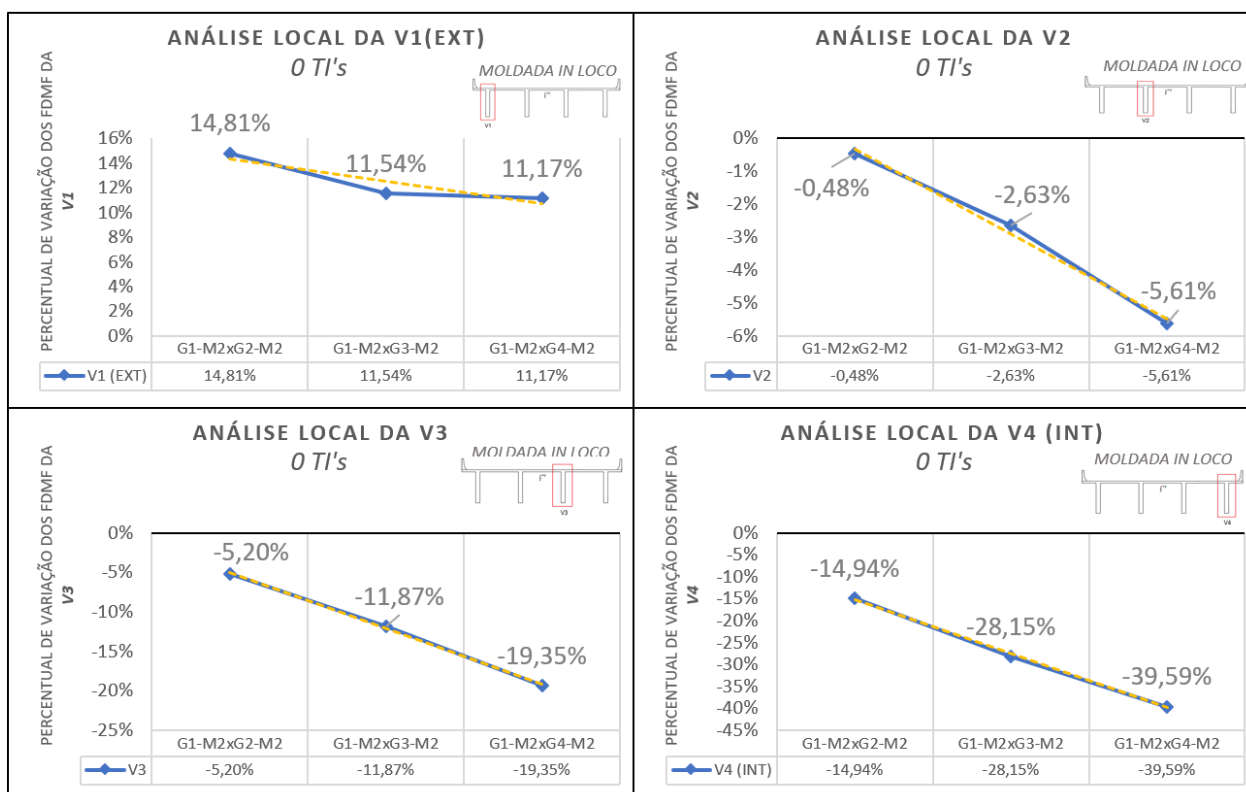 ANÁLISE LOCAL DA V1(EXT)
0 TI's
MOLDADA IN LOCO
V1
PERCENTUAL DE VARIAÇÃO DOS FDMF DA
V1
16%
14%
12%
10%
8%
6%
4%
2%
0%
14,81%
11,54%
11,17%
G1-M2xG2-M2 G1-M2xG3-M2 G1-M2xG4-M2
V1 (EXT) 14,81% 11,54% 11,17%
ANÁLISE LOCAL DA V2
0 TI's
MOLDADA IN LOCO
V2
PERCENTUAL DE VARIAÇÃO DOS FDMF DA
V2
0%
-1%
-2%
-3%
-4%
-5%
-6%
-0,48%
-2,63%
-5,61%
G1-M2xG2-M2 G1-M2xG3-M2 G1-M2xG4-M2
V2 -0,48% -2,63% -5,61%
ANÁLISE LOCAL DA V3
0 TI's
MOLDADA IN LOCO
V3
PERCENTUAL DE VARIAÇÃO DOS FDMF DA
V3
0%
-5%
-10%
-15%
-20%
-25%
-5,20%
-11,87%
-19,35%
G1-M2xG2-M2 G1-M2xG3-M2 G1-M2xG4-M2
V3 -5,20% -11,87% -19,35%
ANÁLISE LOCAL DA V4 (INT)
0 TI's
MOLDADA IN LOCO
V4
PERCENTUAL DE VARIAÇÃO DOS FDMF DA
V4
0%
-5%
-10%
-15%
-20%
-25%
-30%
-35%
-40%
-45%
-14,94%
-28,15%
-39,59%
G1-M2xG2-M2 G1-M2xG3-M2 G1-M2xG4-M2
V4 (INT) -14,94% -28,15% -39,59%